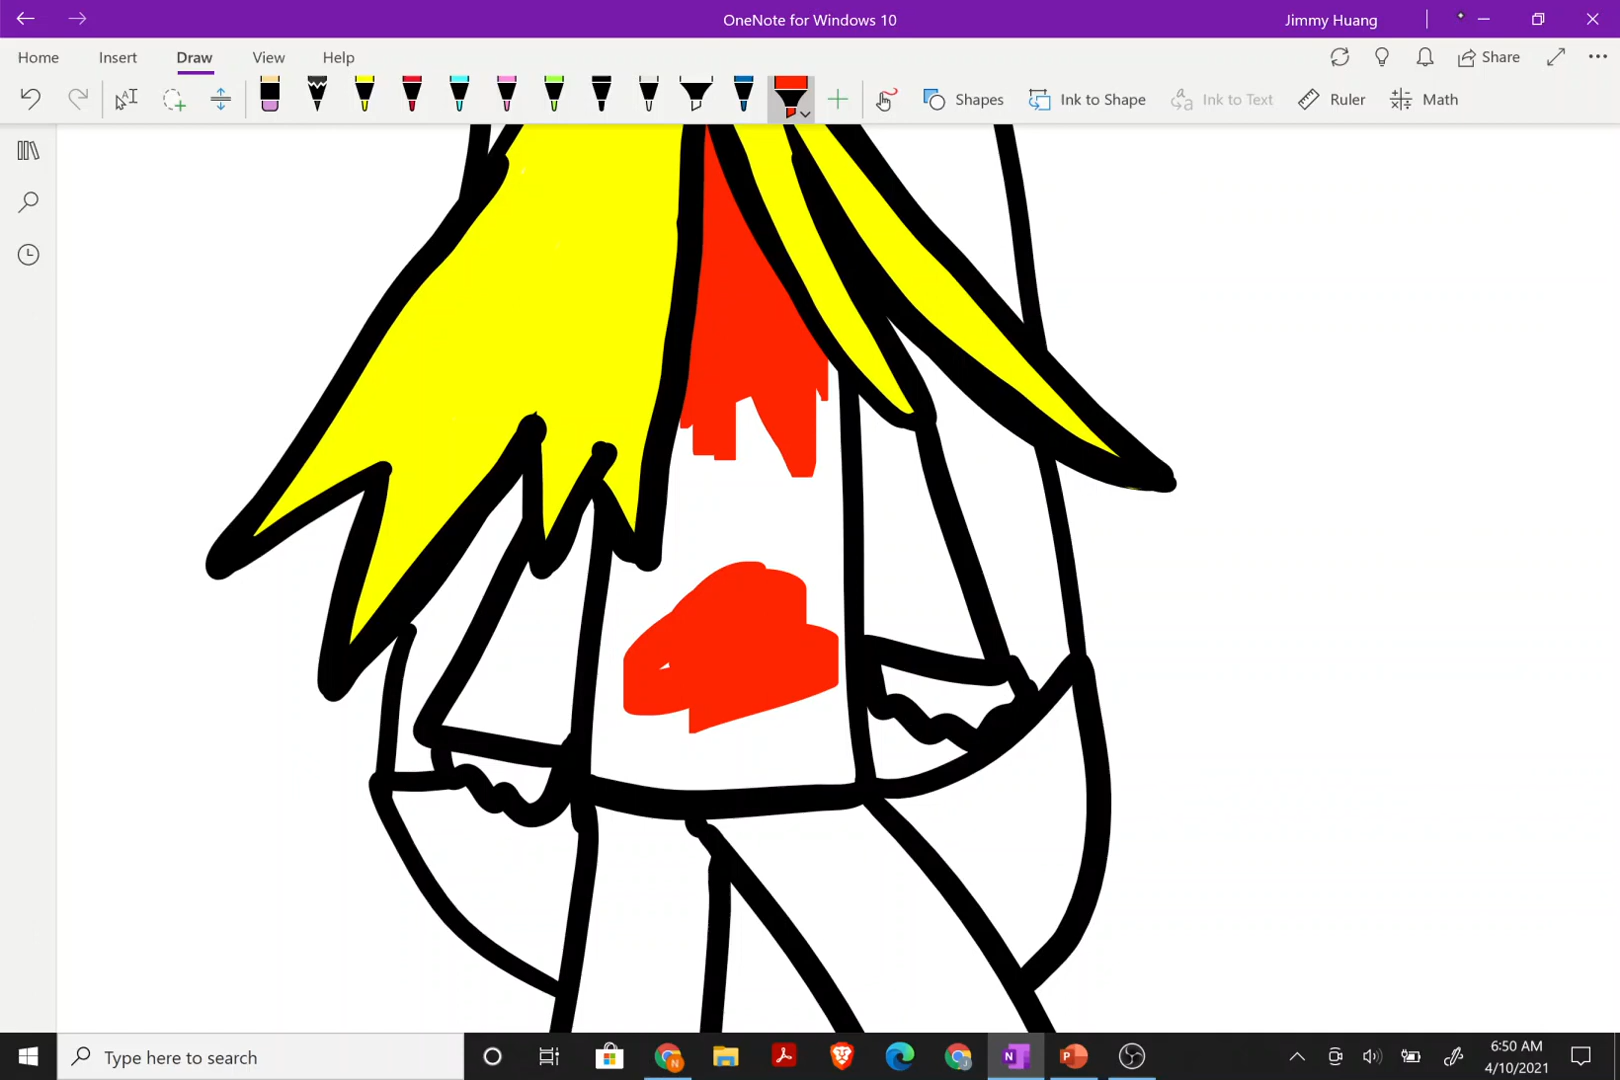 OneNote for Windows 10
Jimmy Huang
Home Insert Draw View Help
Share
Shapes Ink to Shape Ink to Text Ruler Math
Type here to search
6:50 AM
4/10/2021